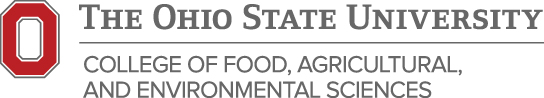 THE OHIO STATE UNIVERSITY
COLLEGE OF FOOD, AGRICULTURAL,
AND ENVIRONMENTAL SCIENCES